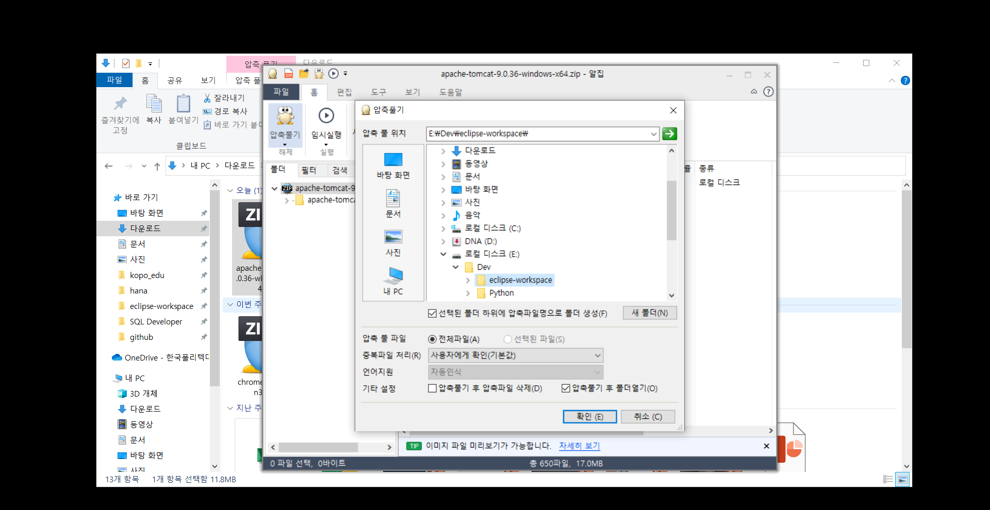 압축 풀기
다운로드
파일
홈
공유
보기
압축 풀
즐겨찾기에
고정
복사
붙여넣기
잘라내기
경로 복사
바로 가기 붙여
클립보드
내 PC
다운로드
바로 가기
바탕 화면
다운로드
문서
사진
kopo_edu
hana
eclipse-workspace
SQL Developer
github
OneDrive - 한국폴리텍대
내 PC
3D 개체
다운로드
동영상
문서
바탕 화면
사진
13개 항목
1개 항목 선택함 11.8MB
오늘 (1)
apache
.0.36-wi
4
이번 주
chrome
n3
지난 주
apache-tomcat-9.0.36-windows-x64.zip - 알집
파일
홈
편집
도구
보기
도움말
압축풀기
해제
임시실행
실행
폴더
필터
검색
apache-tomcat-9
apache-tomca
률
종류
로컬 디스크
TIP
이미지 파일 미리보기가 가능합니다.
자세히 보기
0 파일 선택, 0바이트
총 650파일, 17.0MB
압축풀기
압축 풀 위치
E:₩Dev₩eclipse-workspace₩
바탕 화면
문서
사진
내 PC
다운로드
동영상
문서
바탕 화면
사진
음악
로컬 디스크 (C:)
DNA (D:)
로컬 디스크 (E:)
Dev
eclipse-workspace
Python
선택된 폴더 하위에 압축파일명으로 폴더 생성(F)
새 폴더(N)
압축 풀 파일
전체파일(A)
선택된 파일(S)
중복파일 처리(R)
사용자에게 확인(기본값)
언어지원
자동인식
기타 설정
압축풀기 후 압축파일 삭제(D)
압축풀기 후 폴더열기(O)
확인 (E)
취소 (C)